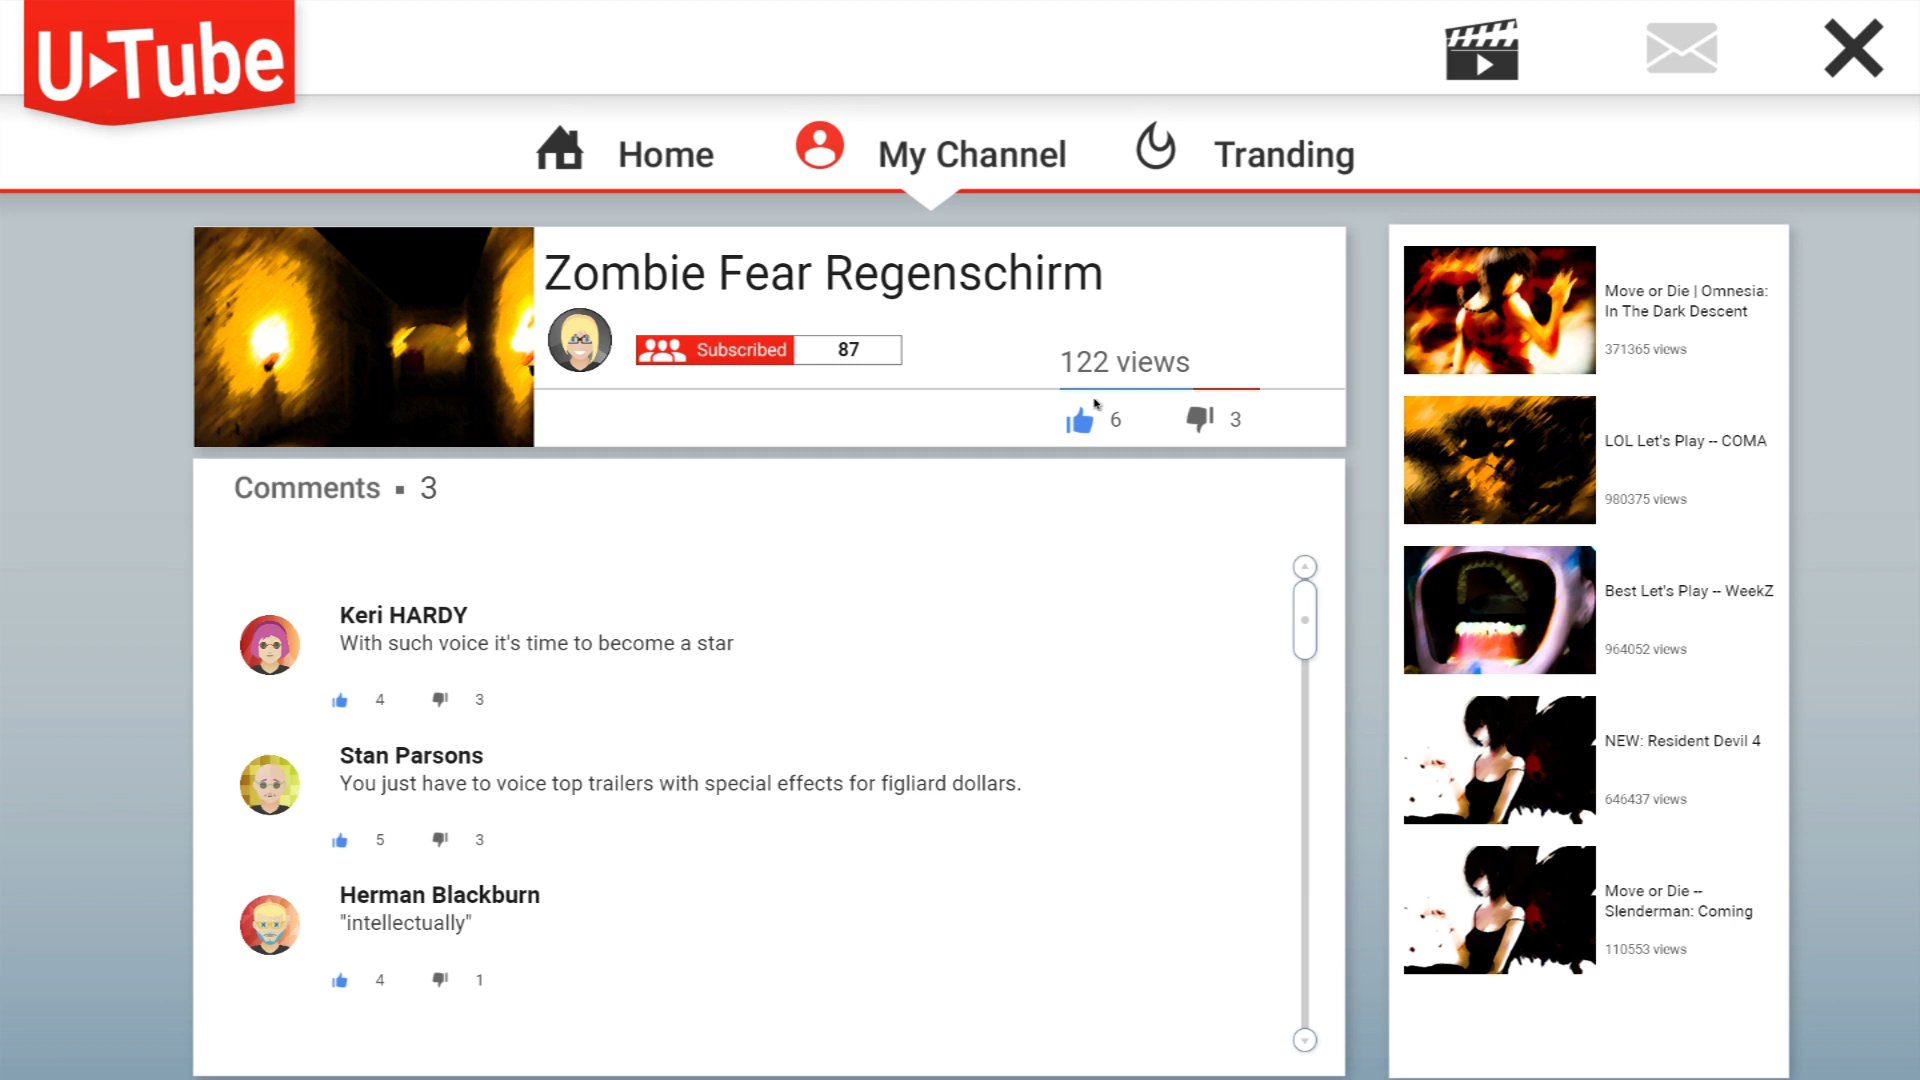 U Tube
Home
My Channel
Tranding
Zombie Fear Regenschirm
Subscribed 87
122 views
6 3
Comments ▪ 3
Keri HARDY
With such voice it's time to become a star
4 3
Stan Parsons
You just have to voice top trailers with special effects for figliard dollars.
5 3
Herman Blackburn
"intellectually"
4 1
Move or Die | Omnesia:
In The Dark Descent
371365 views
LOL Let's Play -- COMA
980375 views
Best Let's Play -- WeekZ
964052 views
NEW: Resident Devil 4
646437 views
Move or Die --
Slenderman: Coming
110553 views